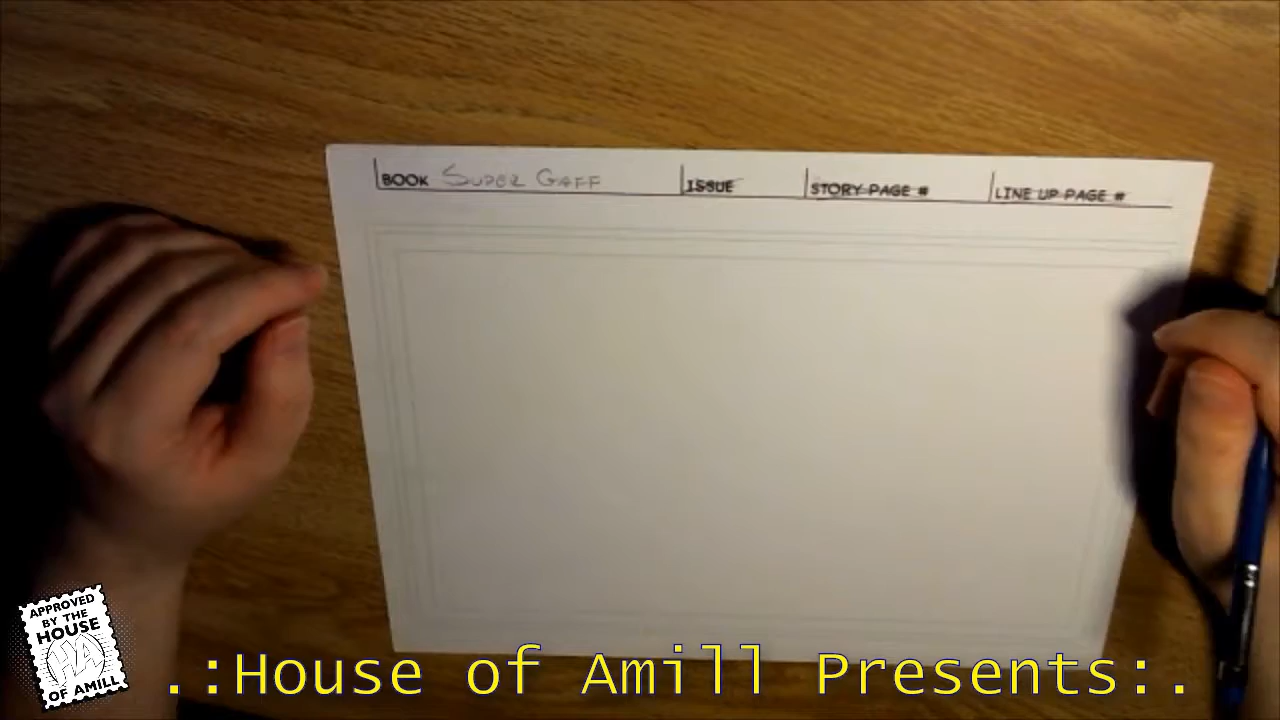 BOOK Super Gaff ISSUE STORY PAGE # LINE UP PAGE #
APPROVED
BY THE
HOUSE
HA
OF AMILL
.:House of Amill Presents:.